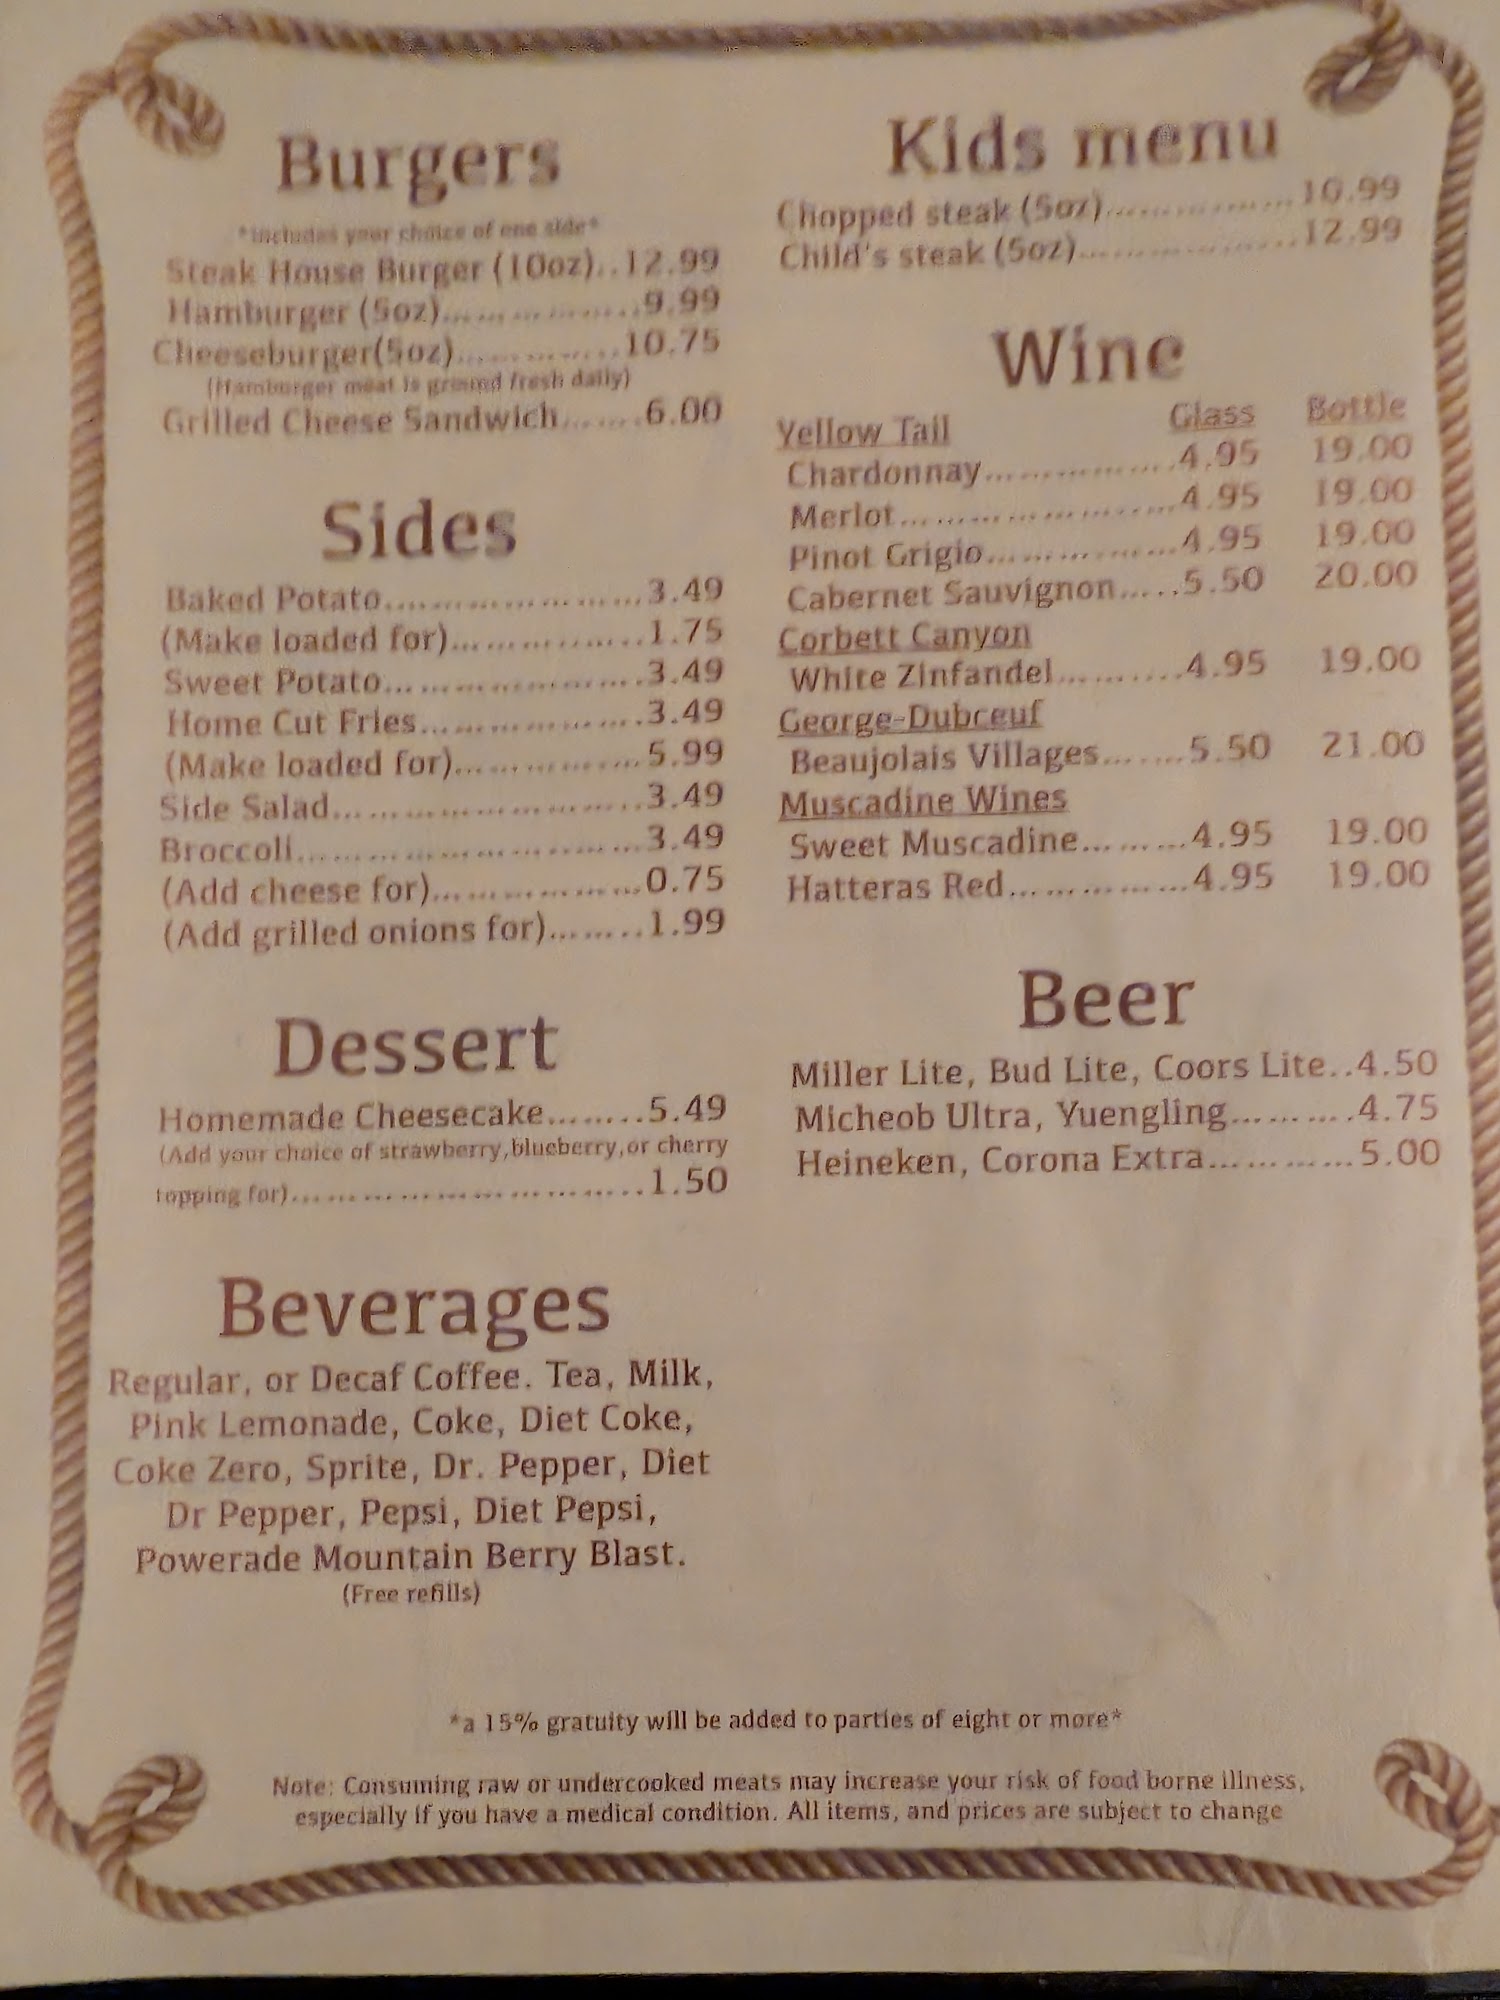 Burgers
*includes your choice of one side*
Steak House Burger (10oz)..12.99
Hamburger (5oz)..................9.99
Cheeseburger(5oz)...............10.75
(Hamburger meat is ground fresh daily)
Grilled Cheese Sandwich.......6.00
Sides
Baked Potato........................3.49
(Make loaded for)..................1.75
Sweet Potato........................3.49
Home Cut Fries.....................3.49
(Make loaded for)..................5.99
Side Salad.............................3.49
Broccoli................................3.49
(Add cheese for)....................0.75
(Add grilled onions for)........1.99
Dessert
Homemade Cheesecake........5.49
(Add your choice of strawberry,blueberry,or cherry
topping for)..................................1.50
Beverages
Regular, or Decaf Coffee. Tea, Milk,
Pink Lemonade, Coke, Diet Coke,
Coke Zero, Sprite, Dr. Pepper, Diet
Dr Pepper, Pepsi, Diet Pepsi,
Powerade Mountain Berry Blast.
(Free refills)
Kids menu
Chopped steak (5oz).................10.99
Child's steak (5oz)...................12.99
Wine
Glass Bottle
Yellow Tail
Chardonnay................4.95 19.00
Merlot.......................4.95 19.00
Pinot Grigio...............4.95 19.00
Cabernet Sauvignon.....5.50 20.00
Corbett Canyon
White Zinfandel..........4.95 19.00
George-Dubceuf
Beaujolais Villages.......5.50 21.00
Muscadine Wines
Sweet Muscadine.........4.95 19.00
Hatteras Red...............4.95 19.00
Beer
Miller Lite, Bud Lite, Coors Lite..4.50
Micheob Ultra, Yuengling..........4.75
Heineken, Corona Extra............5.00
*a 15% gratuity will be added to parties of eight or more*
Note: Consuming raw or undercooked meats may increase your risk of food borne illness,
especially if you have a medical condition. All items, and prices are subject to change